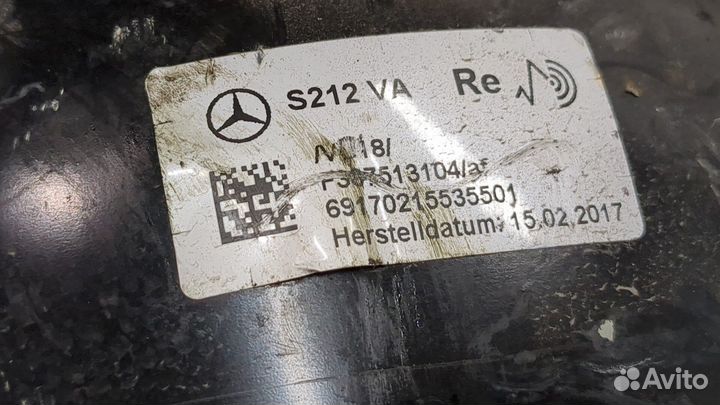 S212 VA Re
69170215535501
Herstelldatum: 15.02.2017
Avito